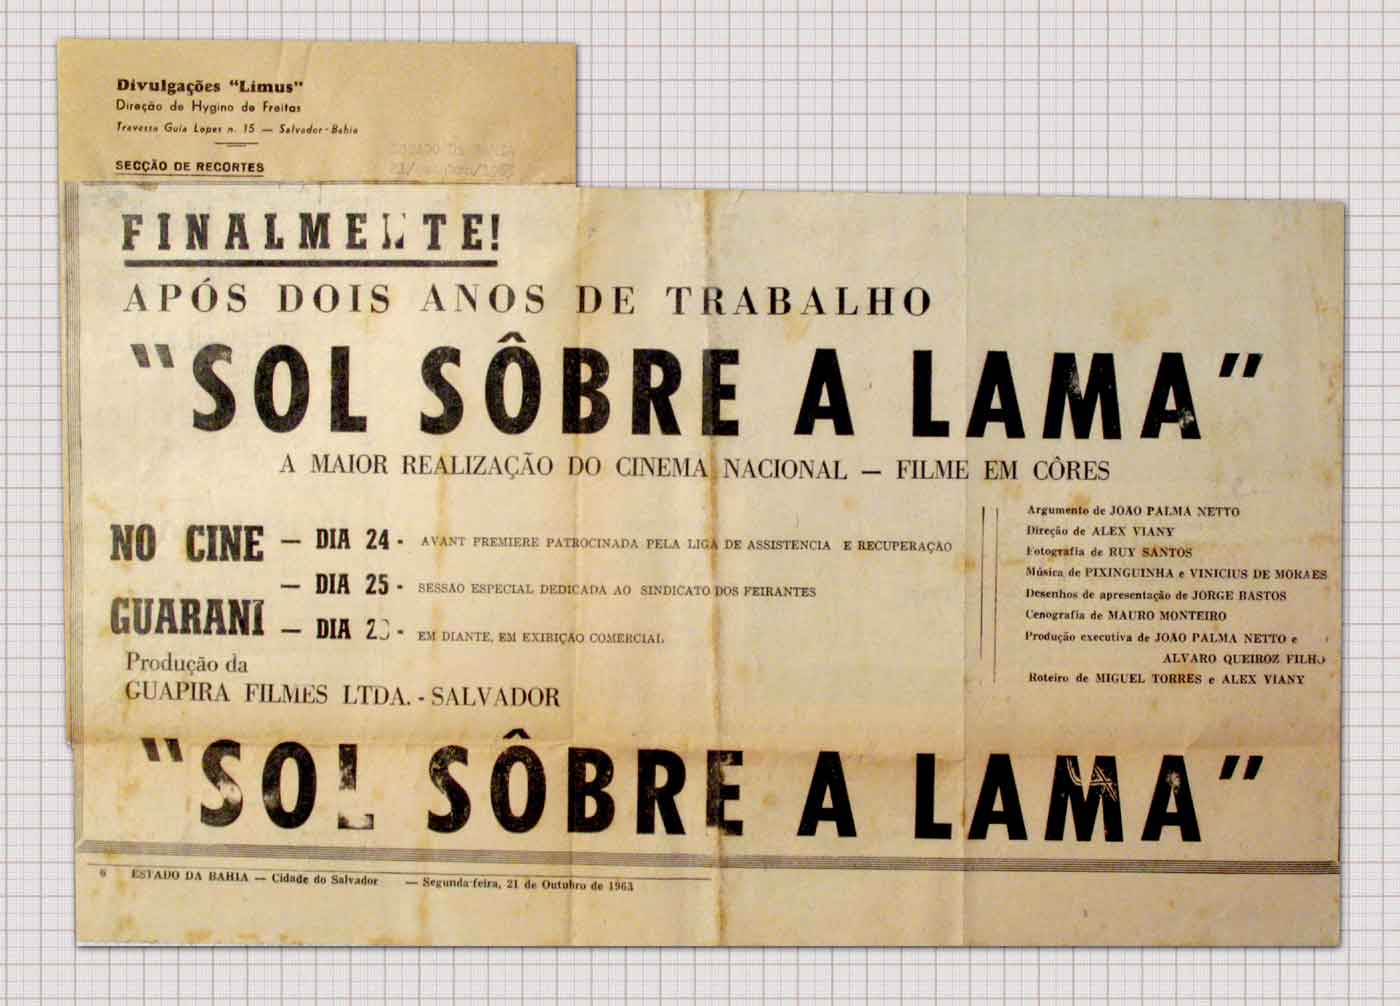 Divulgações "Limus"
Direção de Hygino de Freitas
Travessa Guia Lopes n. 15 — Salvador-Bahia
SECÇÃO DE RECORTES
FINALMENTE!
APÓS DOIS ANOS DE TRABALHO
"SOL SÔBRE A LAMA"
A MAIOR REALIZAÇÃO DO CINEMA NACIONAL — FILME EM CÔRES
NO CINE GUARANI
— DIA 24 - AVANT PREMIERE PATROCINADA PELA LIGA DE ASSISTENCIA E RECUPERAÇÃO
— DIA 25 - SESSÃO ESPECIAL DEDICADA AO SINDICATO DOS FEIRANTES
— DIA - EM DIANTE, EM EXIBIÇÃO COMERCIAL
Produção da
GUAPIRA FILMES LTDA. - SALVADOR
Argumento de JOAO PALMA NETTO
Direção de ALEX VIANY
Fotografia de RUY SANTOS
Música de PIXINGUINHA e VINICIUS DE MORAES
Desenhos de apresentação de JORGE BASTOS
Cenografia de MAURO MONTEIRO
Produção executiva de JOAO PALMA NETTO e
ALVARO QUEIROZ FILHO
Roteiro de MIGUEL TORRES e ALEX VIANY
"SOL SÔBRE A LAMA"
6 ESTADO DA BAHIA — Cidade do Salvador — Segunda-feira, 21 de Outubro de 1963